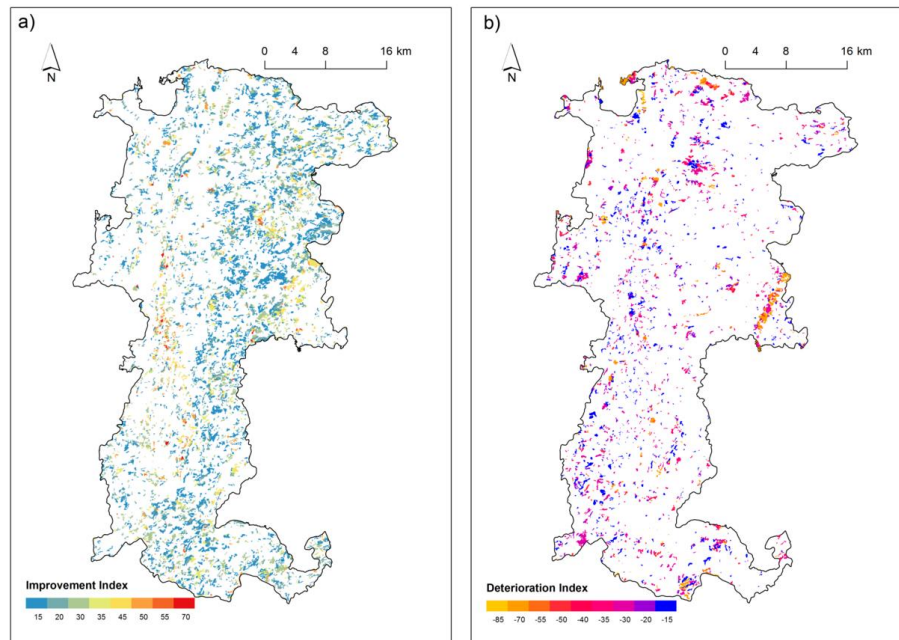 a)
N
0 4 8 16 km
Improvement Index
15 20 30 35 45 50 55 70
b)
N
0 4 8 16 km
Deterioration Index
-85 -70 -55 -40 -35 -30 -20 -15